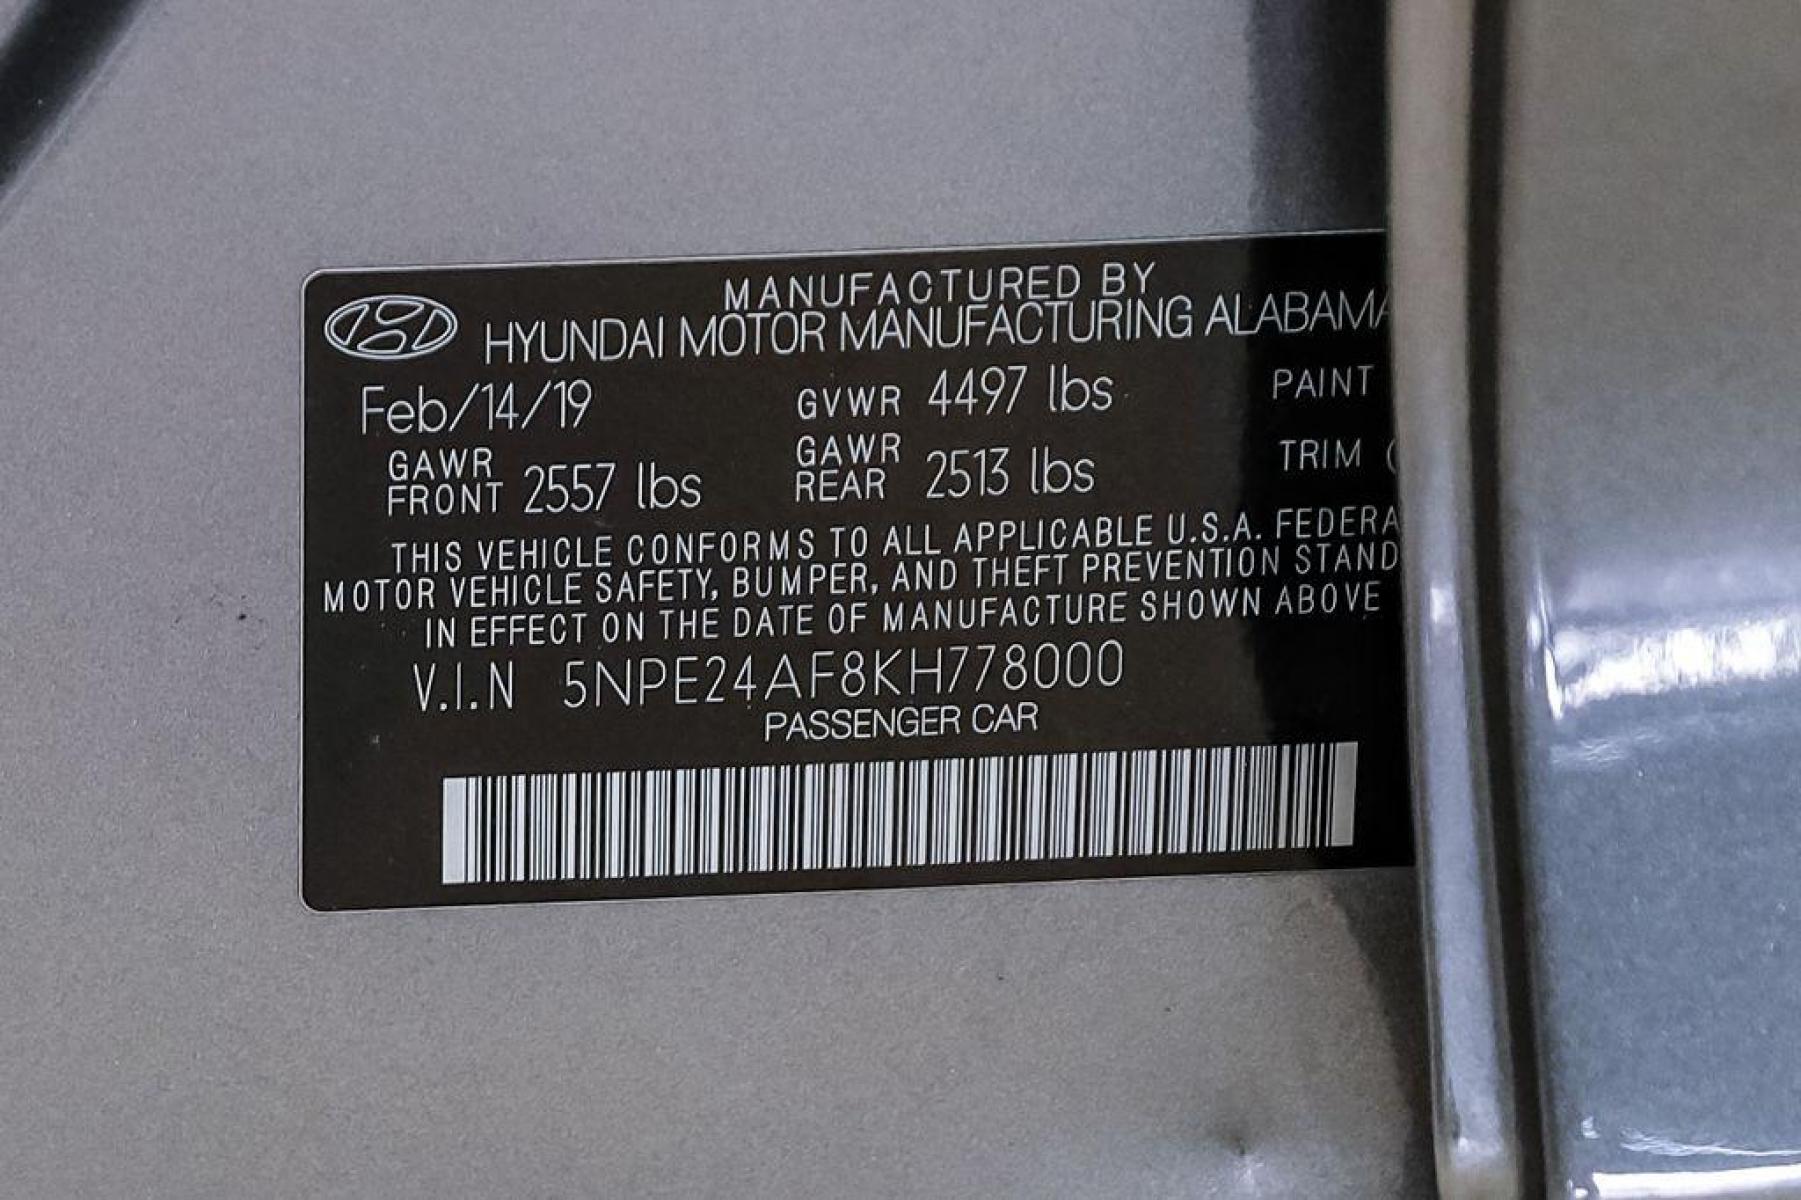 MANUFACTURED BY
HYUNDAI MOTOR MANUFACTURING ALABAMA
Feb/14/19 GVWR 4497 lbs PAINT
GAWR FRONT 2557 lbs GAWR REAR 2513 lbs TRIM
THIS VEHICLE CONFORMS TO ALL APPLICABLE U.S.A. FEDERA
MOTOR VEHICLE SAFETY, BUMPER, AND THEFT PREVENTION STAND
IN EFFECT ON THE DATE OF MANUFACTURE SHOWN ABOVE
V.I.N 5NPE24AF8KH778000
PASSENGER CAR